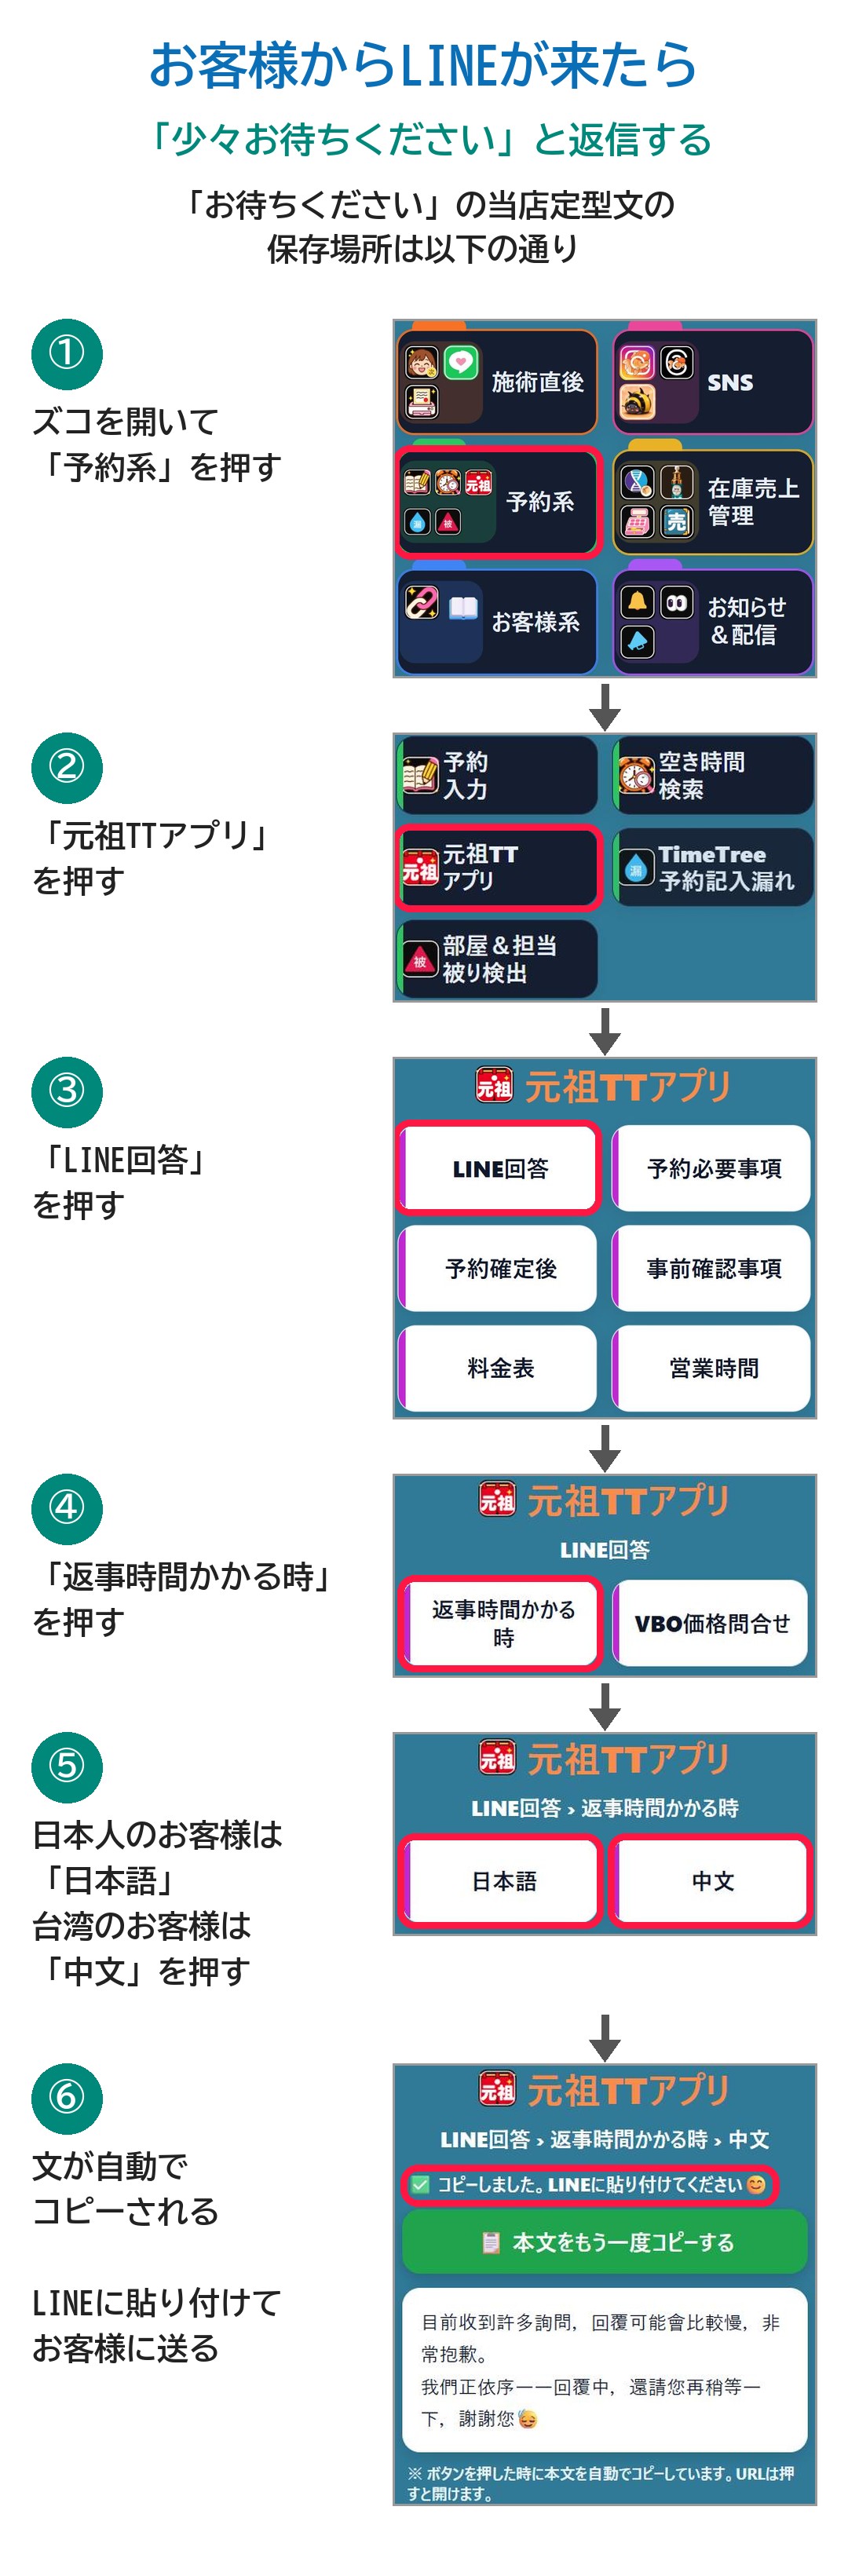 お客様からLINEが来たら
「少々お待ちください」と返信する
「お待ちください」の当店定型文の
保存場所は以下の通り
①
ズコを開いて
「予約系」を押す
施術直後
SNS
元祖
漏
被
予約系
売
在庫売上
管理
お客様系
お知らせ
＆配信
②
「元祖TTアプリ」
を押す
予約
入力
空き時間
検索
元祖
元祖TT
アプリ
漏
TimeTree
予約記入漏れ
被
部屋＆担当
被り検出
③
「LINE回答」
を押す
元祖
元祖TTアプリ
LINE回答
予約必要事項
予約確定後
事前確認事項
料金表
営業時間
④
「返事時間かかる時」
を押す
元祖
元祖TTアプリ
LINE回答
返事時間かかる
時
VBO価格問合せ
⑤
日本人のお客様は
「日本語」
台湾のお客様は
「中文」を押す
元祖
元祖TTアプリ
LINE回答 › 返事時間かかる時
日本語
中文
⑥
文が自動で
コピーされる
LINEに貼り付けて
お客様に送る
元祖
元祖TTアプリ
LINE回答 › 返事時間かかる時 › 中文
✅ コピーしました。LINEに貼り付けてください😊
📋 本文をもう一度コピーする
目前收到許多詢問，回覆可能會比較慢，非
常抱歉。
我們正依序一一回覆中，還請您再稍等一
下，謝謝您😅
※ ボタンを押した時に本文を自動でコピーしています。URLは押
すと開けます。